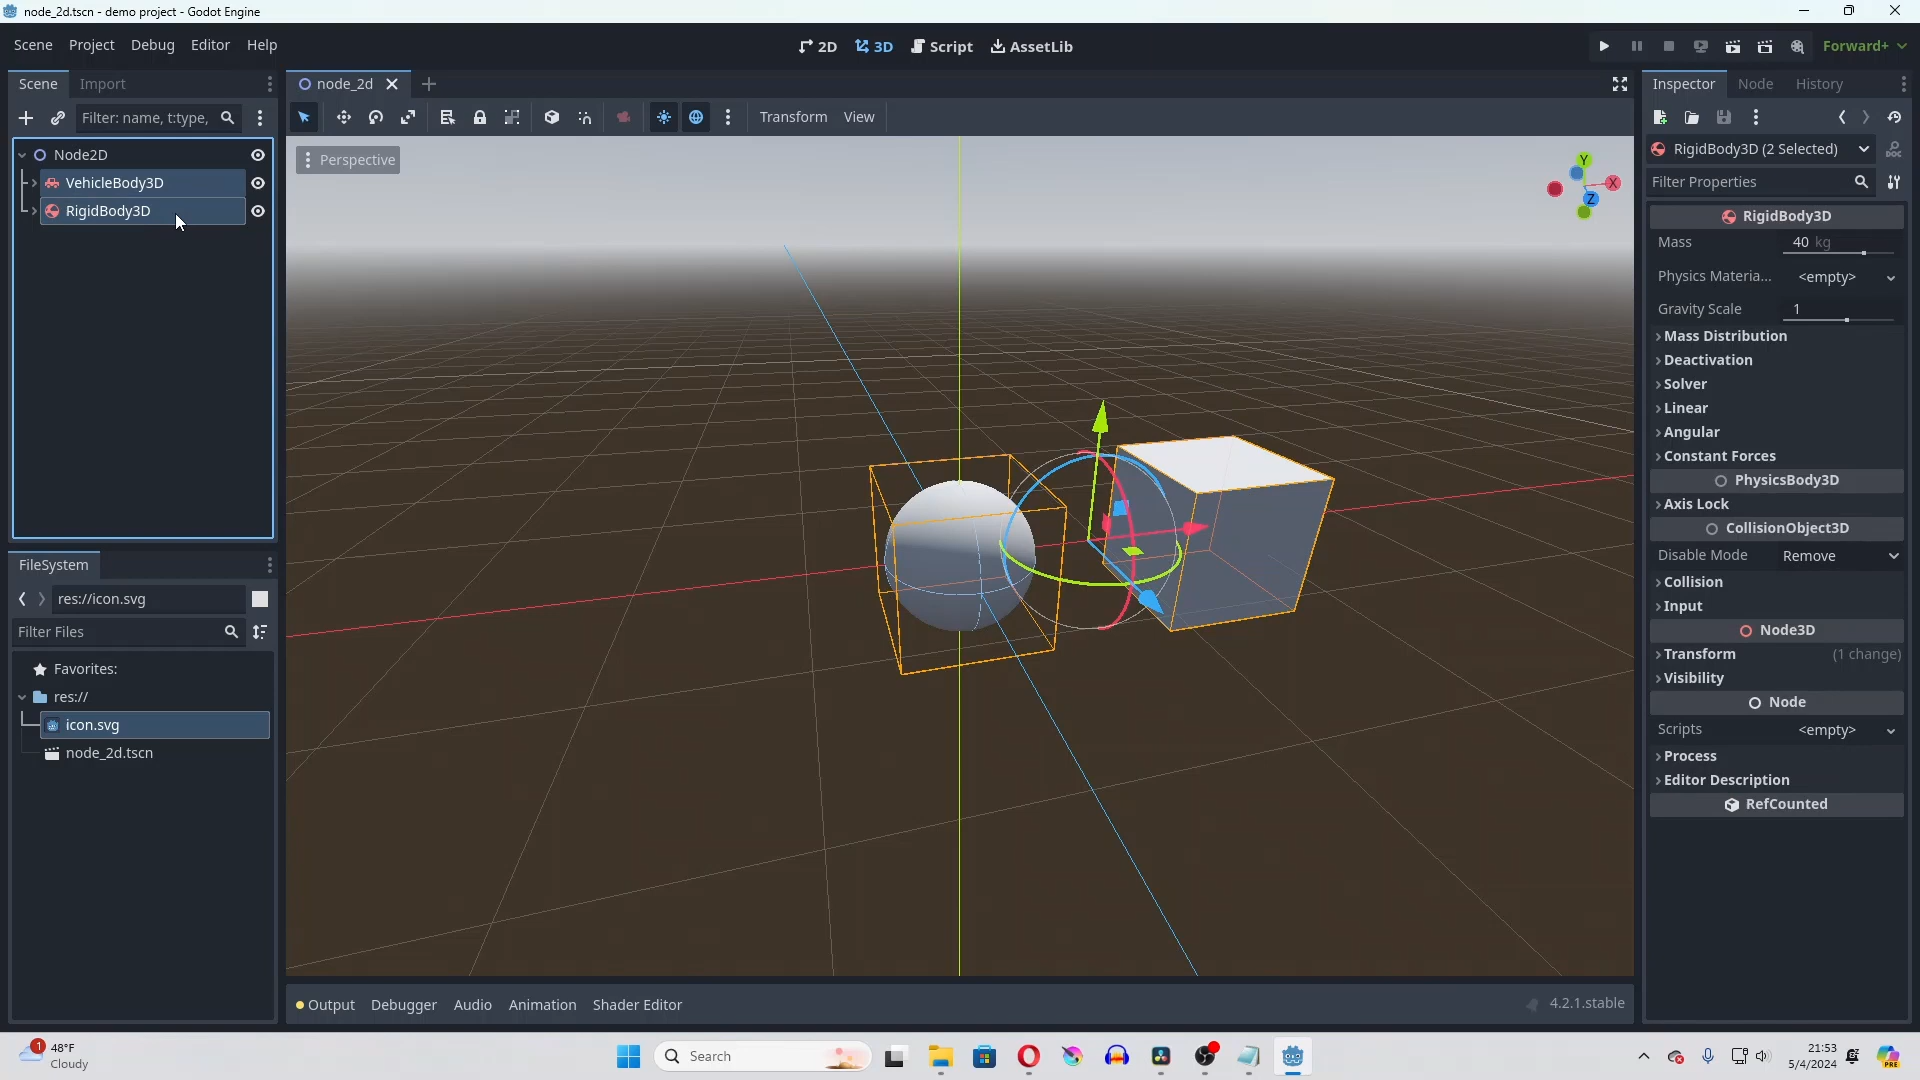 node_2d.tscn - demo project - Godot Engine
Scene Project Debug Editor Help
2D 3D Script AssetLib
Forward+
Scene Import
node_2d
Inspector Node History
Filter: name, t:type,
Transform View
Node2D
VehicleBody3D
RigidBody3D
Perspective
Y
X
Z
RigidBody3D (2 Selected)
DOC
Filter Properties
RigidBody3D
Mass 40 kg
Physics Materia... <empty>
Gravity Scale 1
Mass Distribution
Deactivation
Solver
Linear
Angular
Constant Forces
PhysicsBody3D
Axis Lock
CollisionObject3D
Disable Mode Remove
Collision
Input
Node3D
Transform (1 change)
Visibility
Node
Scripts <empty>
Process
Editor Description
RefCounted
FileSystem
res://icon.svg
Filter Files
Favorites:
res://
icon.svg
node_2d.tscn
Output Debugger Audio Animation Shader Editor
4.2.1.stable
1
48°F
Cloudy
Search
21:53
5/4/2024
PRE